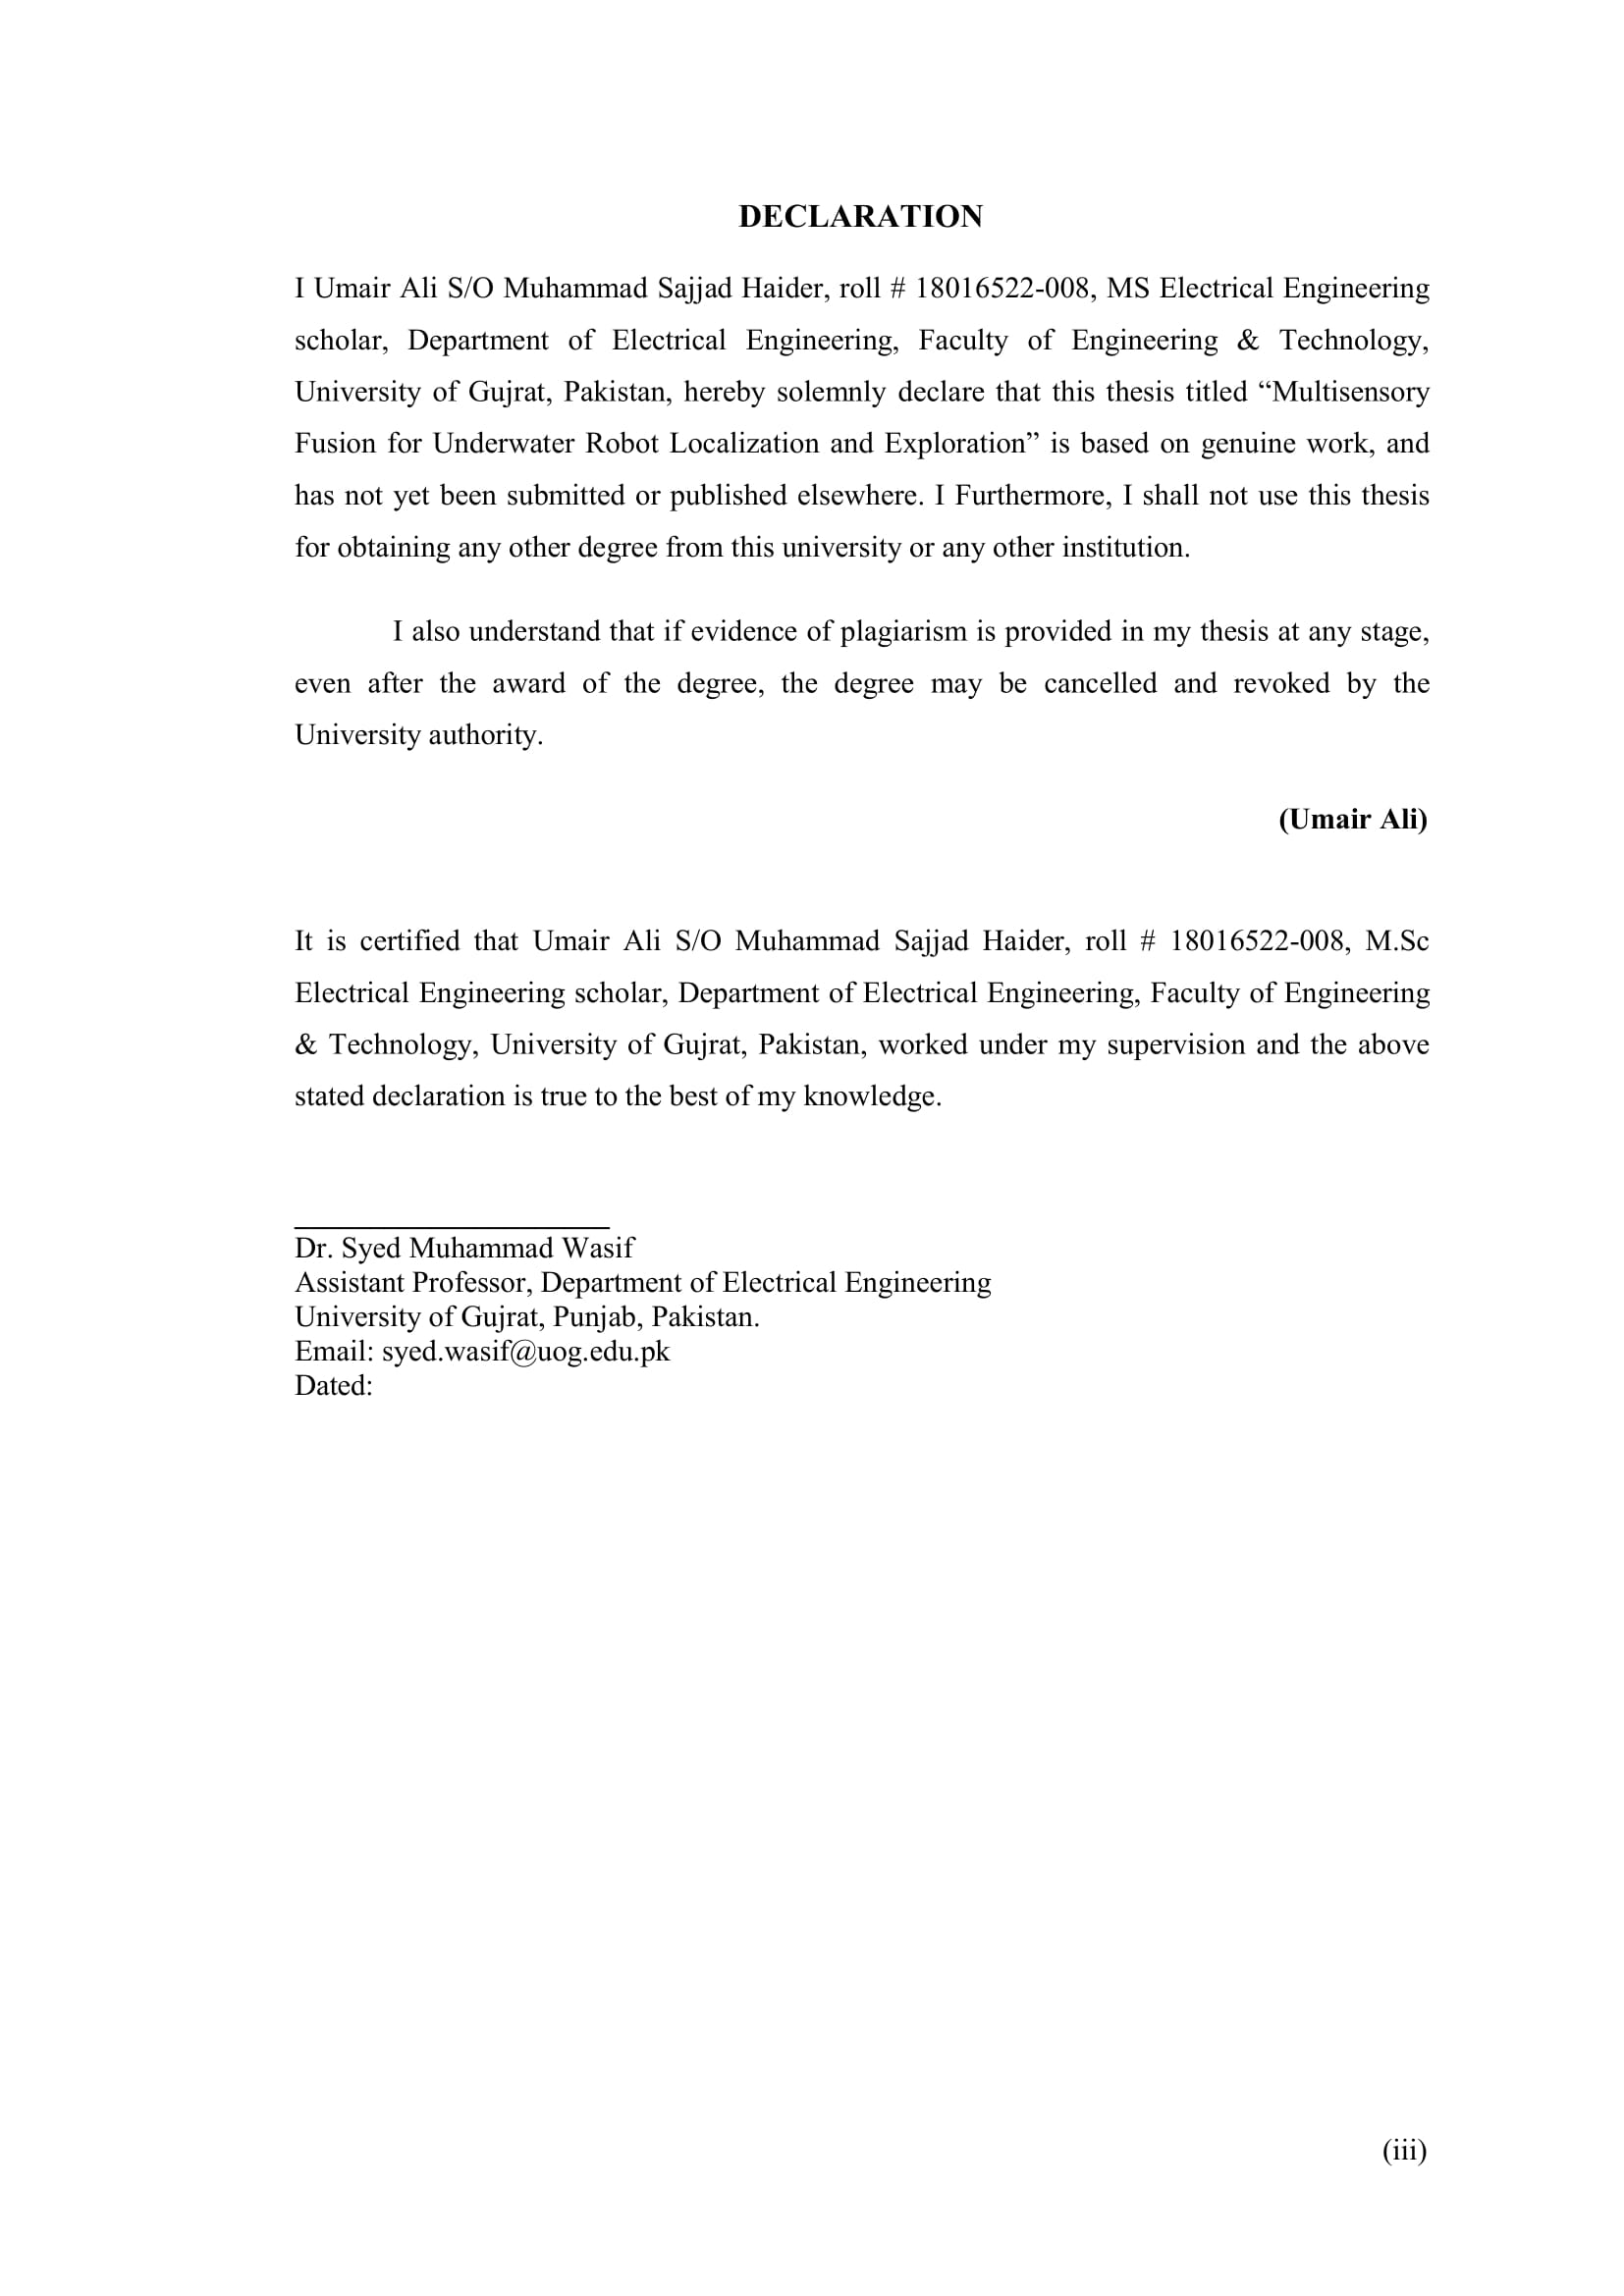 DECLARATION
I Umair Ali S/O Muhammad Sajjad Haider, roll # 18016522-008, MS Electrical Engineering
scholar, Department of Electrical Engineering, Faculty of Engineering & Technology,
University of Gujrat, Pakistan, hereby solemnly declare that this thesis titled “Multisensory
Fusion for Underwater Robot Localization and Exploration” is based on genuine work, and
has not yet been submitted or published elsewhere. I Furthermore, I shall not use this thesis
for obtaining any other degree from this university or any other institution.
I also understand that if evidence of plagiarism is provided in my thesis at any stage,
even after the award of the degree, the degree may be cancelled and revoked by the
University authority.
(Umair Ali)
It is certified that Umair Ali S/O Muhammad Sajjad Haider, roll # 18016522-008, M.Sc
Electrical Engineering scholar, Department of Electrical Engineering, Faculty of Engineering
& Technology, University of Gujrat, Pakistan, worked under my supervision and the above
stated declaration is true to the best of my knowledge.
Dr. Syed Muhammad Wasif
Assistant Professor, Department of Electrical Engineering
University of Gujrat, Punjab, Pakistan.
Email: syed.wasif@uog.edu.pk
Dated:
(iii)